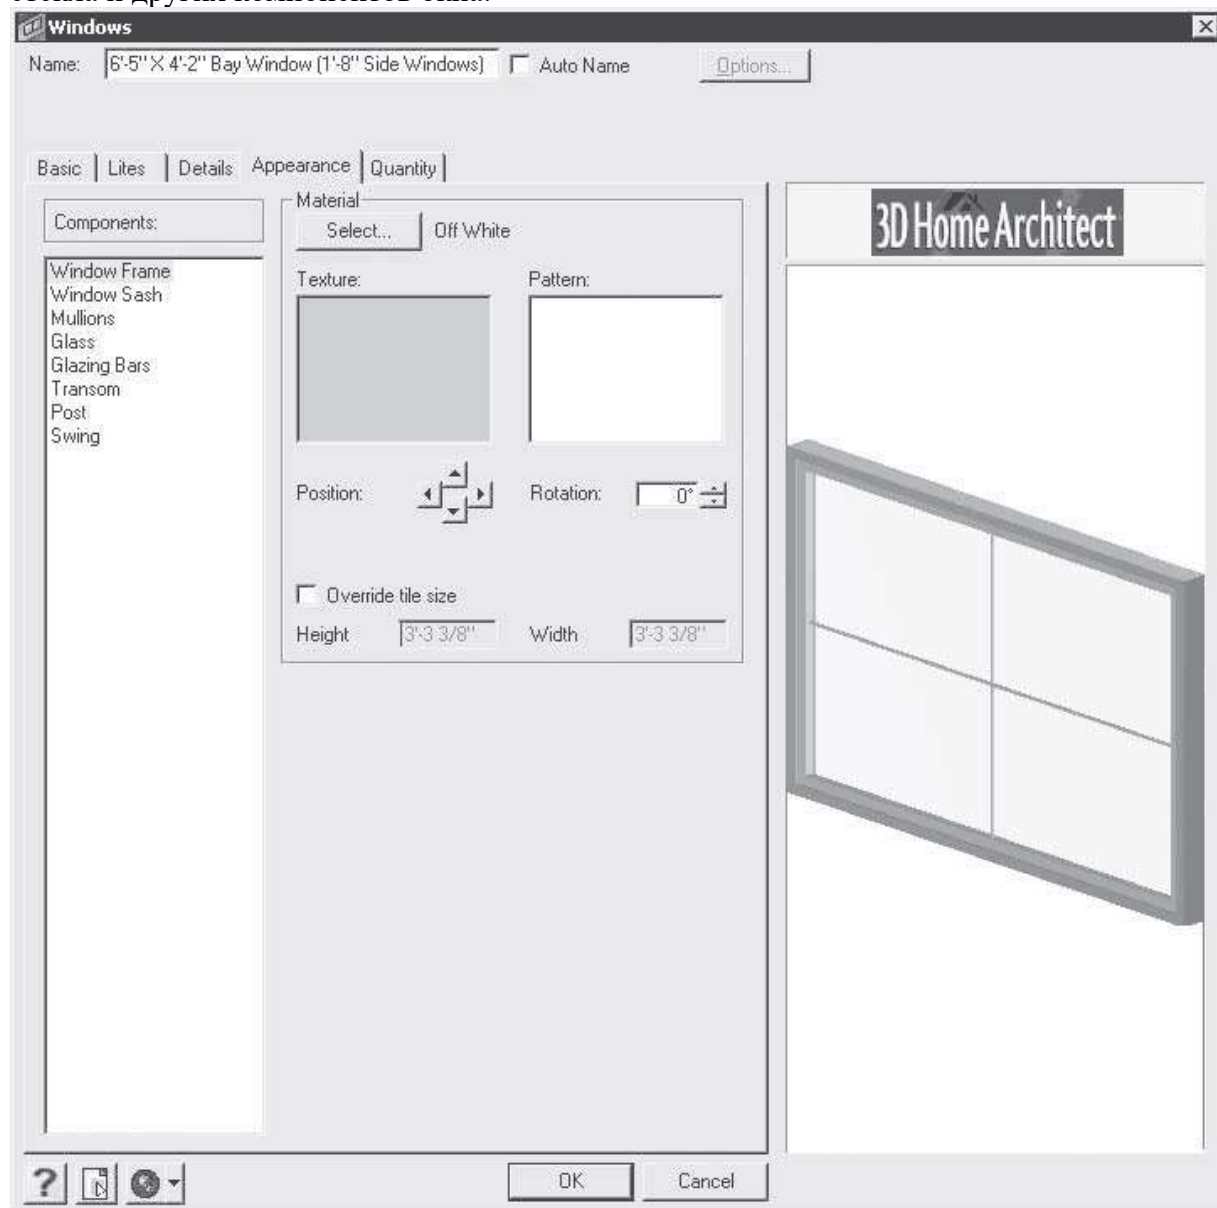 Windows
Name: 6'-5" X 4'-2" Bay Window (1'-8" Side Windows) Auto Name Options...
Basic Lites Details Appearance Quantity
Components:
Material
Select... Off White
3D Home Architect
Window Frame
Window Sash
Mullions
Glass
Glazing Bars
Transom
Post
Swing
Texture: Pattern:
Position: Rotation: 0°
Override tile size
Height 3'-3 3/8" Width 3'-3 3/8"
? OK Cancel